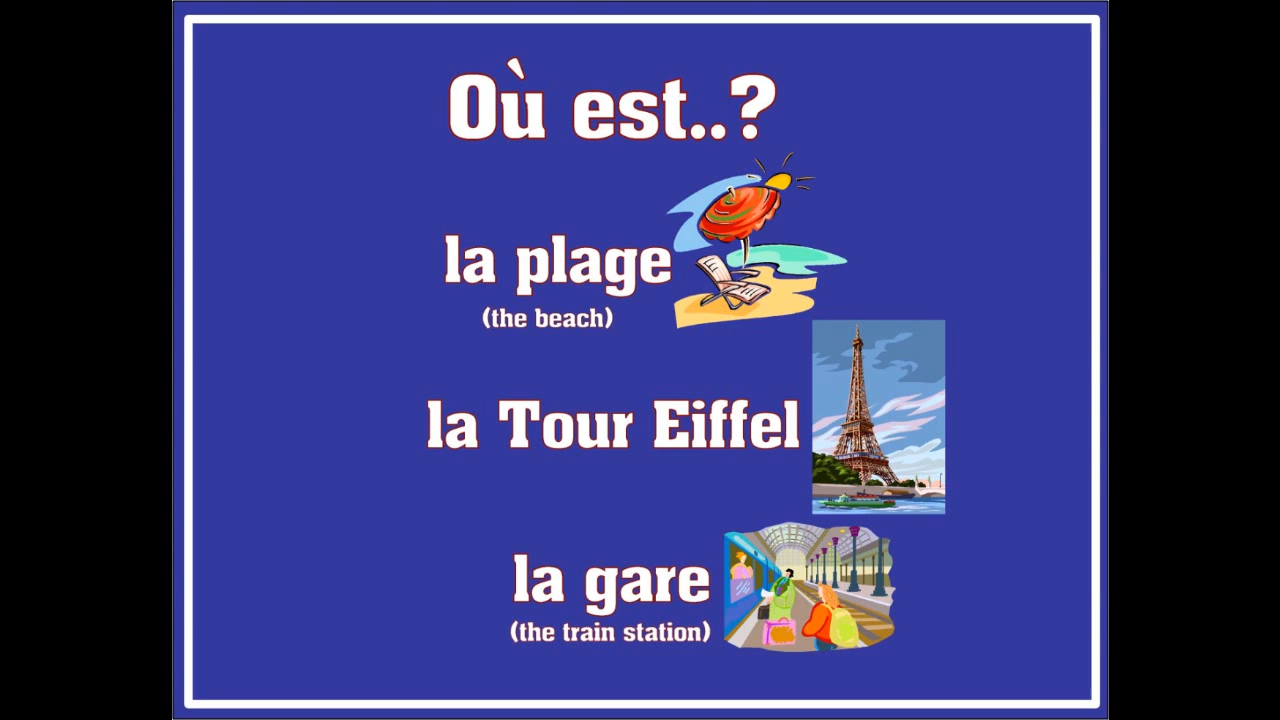 Où est..?
la plage
(the beach)
la Tour Eiffel
la gare
(the train station)